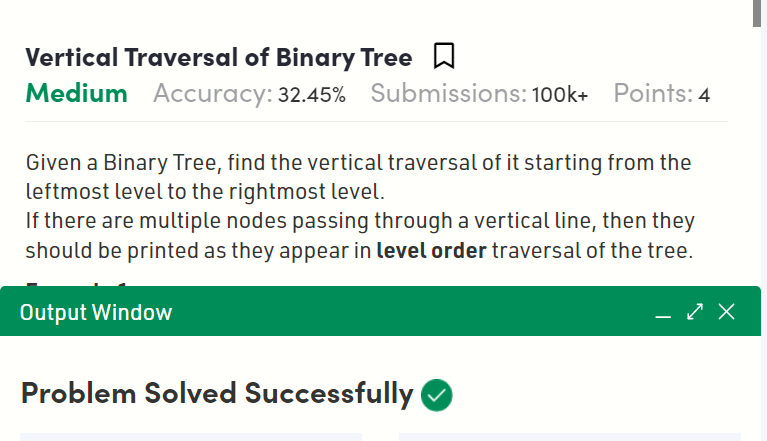 Vertical Traversal of Binary Tree
Medium Accuracy: 32.45% Submissions: 100k+ Points: 4
Given a Binary Tree, find the vertical traversal of it starting from the
leftmost level to the rightmost level.
If there are multiple nodes passing through a vertical line, then they
should be printed as they appear in level order traversal of the tree.
Output Window
Problem Solved Successfully